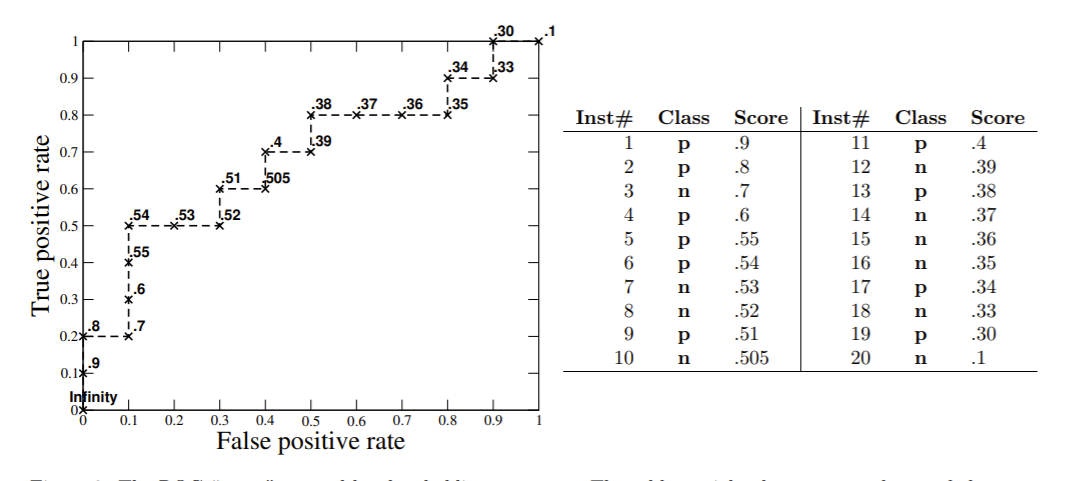 True positive rate
1
0.9
0.8
0.7
0.6
0.5
0.4
0.3
0.2
0.1
0
Infinity
.9
.8
.7
.6
.55
.54
.53
.52
.51
.505
.4
.39
.38
.37
.36
.35
.34
.33
.30
.1
0 0.1 0.2 0.3 0.4 0.5 0.6 0.7 0.8 0.9 1
False positive rate
Inst# Class Score Inst# Class Score
1 p .9 11 p .4
2 p .8 12 n .39
3 n .7 13 p .38
4 p .6 14 n .37
5 p .55 15 n .36
6 p .54 16 n .35
7 n .53 17 p .34
8 n .52 18 n .33
9 p .51 19 p .30
10 n .505 20 n .1